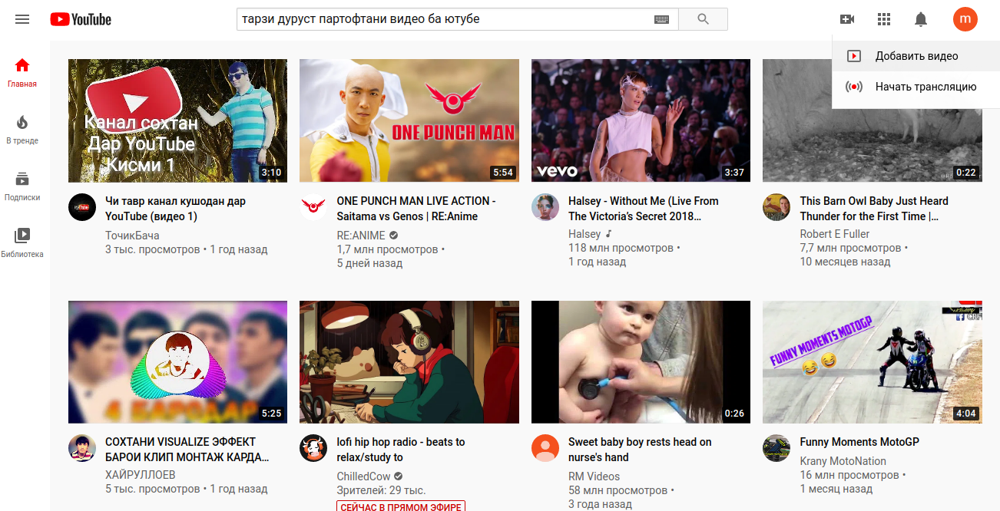 YouTube
тарзи дуруст партофтани видео ба ютубе
m
Добавить видео
Начать трансляцию
Главная
В тренде
Подписки
Библиотека
Канал сохтан
Дар YouTube
Кисми 1
3:10
ONE PUNCH MAN
5:54
vevo
3:37
0:22
Чи тавр канал кушодан дар
YouTube (видео 1)
ТочикБача
3 тыс. просмотров • 1 год назад
ONE PUNCH MAN LIVE ACTION -
Saitama vs Genos | RE:Anime
RE:ANIME
1,7 млн просмотров •
5 дней назад
Halsey - Without Me (Live From
The Victoria's Secret 2018...
Halsey
118 млн просмотров •
1 год назад
This Barn Owl Baby Just Heard
Thunder for the First Time |...
Robert E Fuller
7,7 млн просмотров •
10 месяцев назад
4 БАРОДАР
5:25
0:26
FUNNY MOMENTS MOTOGP
4:04
СОХТАНИ VISUALIZE ЭФФЕКТ
БАРОИ КЛИП МОНТАЖ КАРДА...
ХАЙРУЛЛОЕВ
5 тыс. просмотров • 1 год назад
lofi hip hop radio - beats to
relax/study to
ChilledCow
Зрителей: 29 тыс.
СЕЙЧАС В ПРЯМОМ ЭФИРЕ
Sweet baby boy rests head on
nurse's hand
RM Videos
58 млн просмотров •
3 года назад
Funny Moments MotoGP
Krany MotoNation
16 млн просмотров •
1 месяц назад